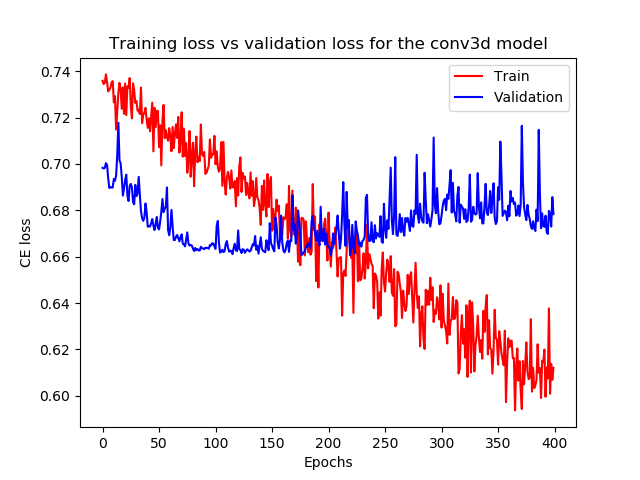 Training loss vs validation loss for the conv3d model
Train
Validation
CE loss
0.74
0.72
0.70
0.68
0.66
0.64
0.62
0.60
0 50 100 150 200 250 300 350 400
Epochs